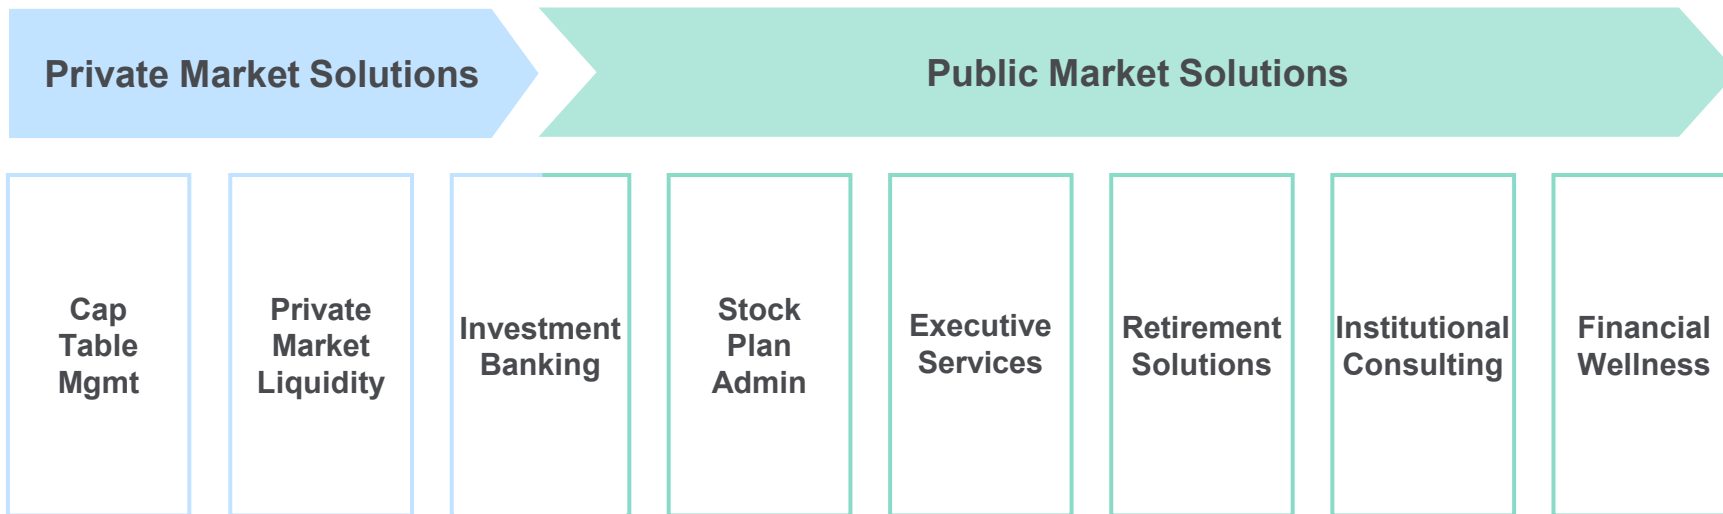 Private Market Solutions
Public Market Solutions
Cap
Table
Mgmt
Private
Market
Liquidity
Investment
Banking
Stock
Plan
Admin
Executive
Services
Retirement
Solutions
Institutional
Consulting
Financial
Wellness